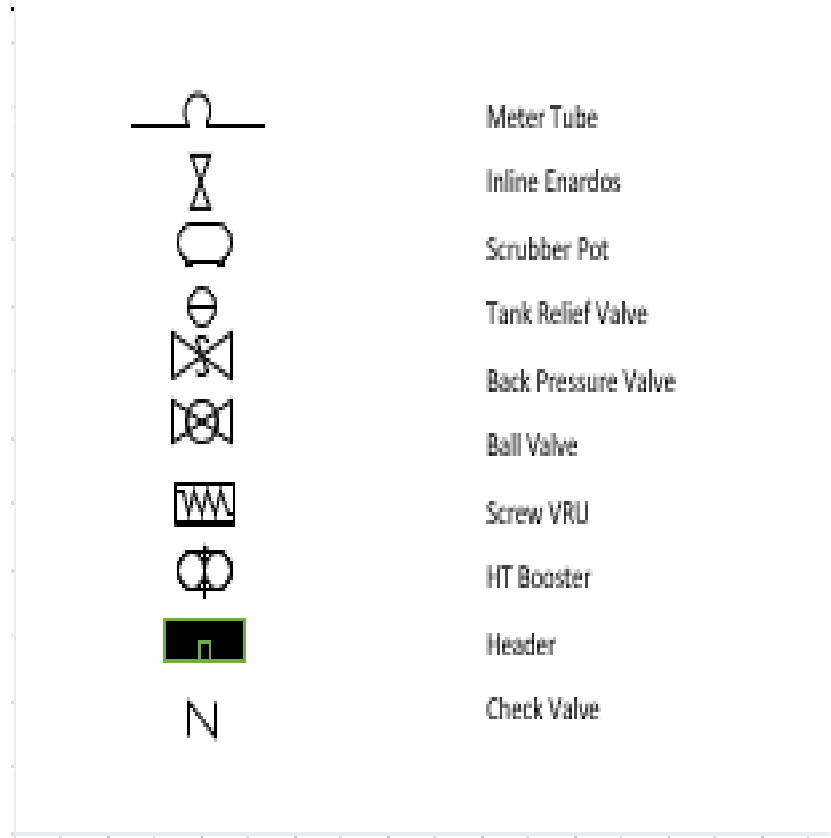 Meter Tube
Inline Enardos
Scrubber Pot
Tank Relief Valve
Back Pressure Valve
Ball Valve
Screw VRU
HT Booster
Header
Check Valve